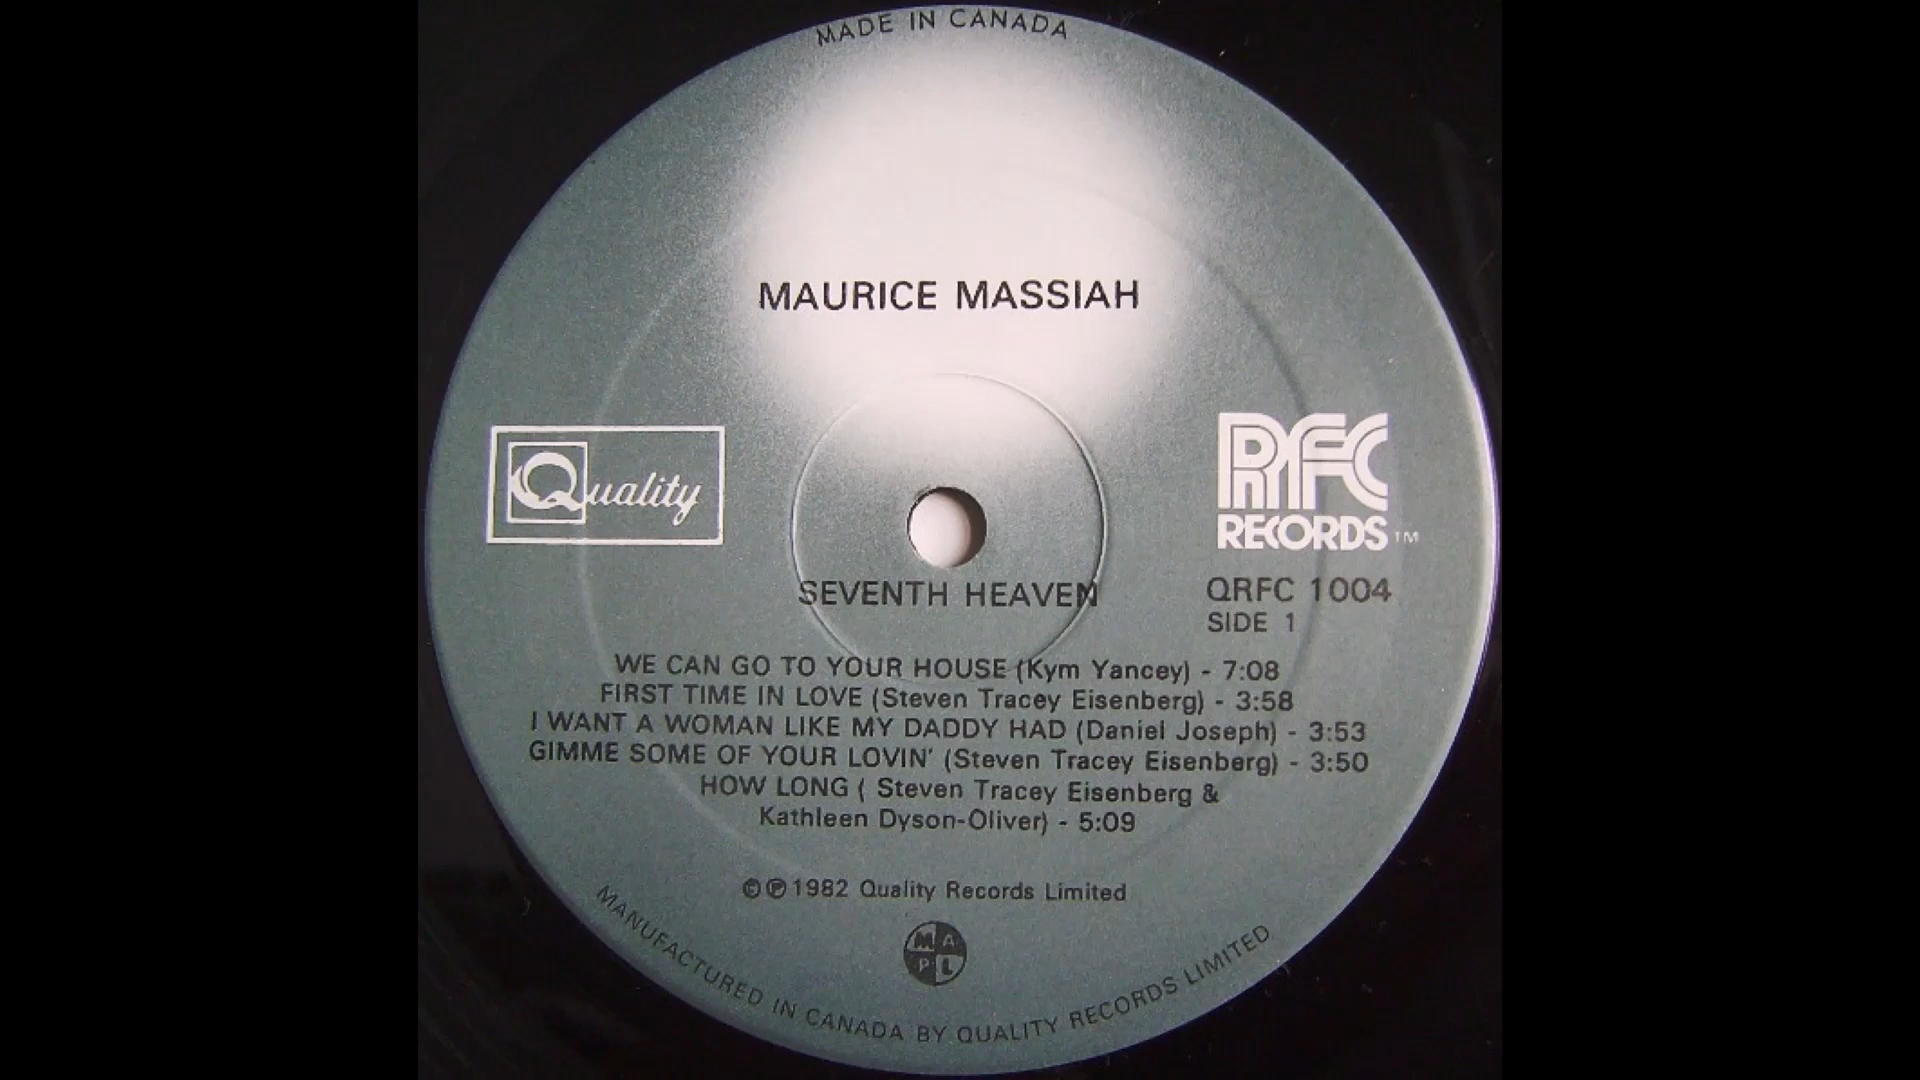 MADE IN CANADA
MAURICE MASSIAH
Quality
RFC
RECORDS™
SEVENTH HEAVEN
QRFC 1004
SIDE 1
WE CAN GO TO YOUR HOUSE (Kym Yancey) - 7:08
FIRST TIME IN LOVE (Steven Tracey Eisenberg) - 3:58
I WANT A WOMAN LIKE MY DADDY HAD (Daniel Joseph) - 3:53
GIMME SOME OF YOUR LOVIN' (Steven Tracey Eisenberg) - 3:50
HOW LONG ( Steven Tracey Eisenberg &
Kathleen Dyson-Oliver) - 5:09
©℗1982 Quality Records Limited
M A
P L
MANUFACTURED IN CANADA BY QUALITY RECORDS LIMITED